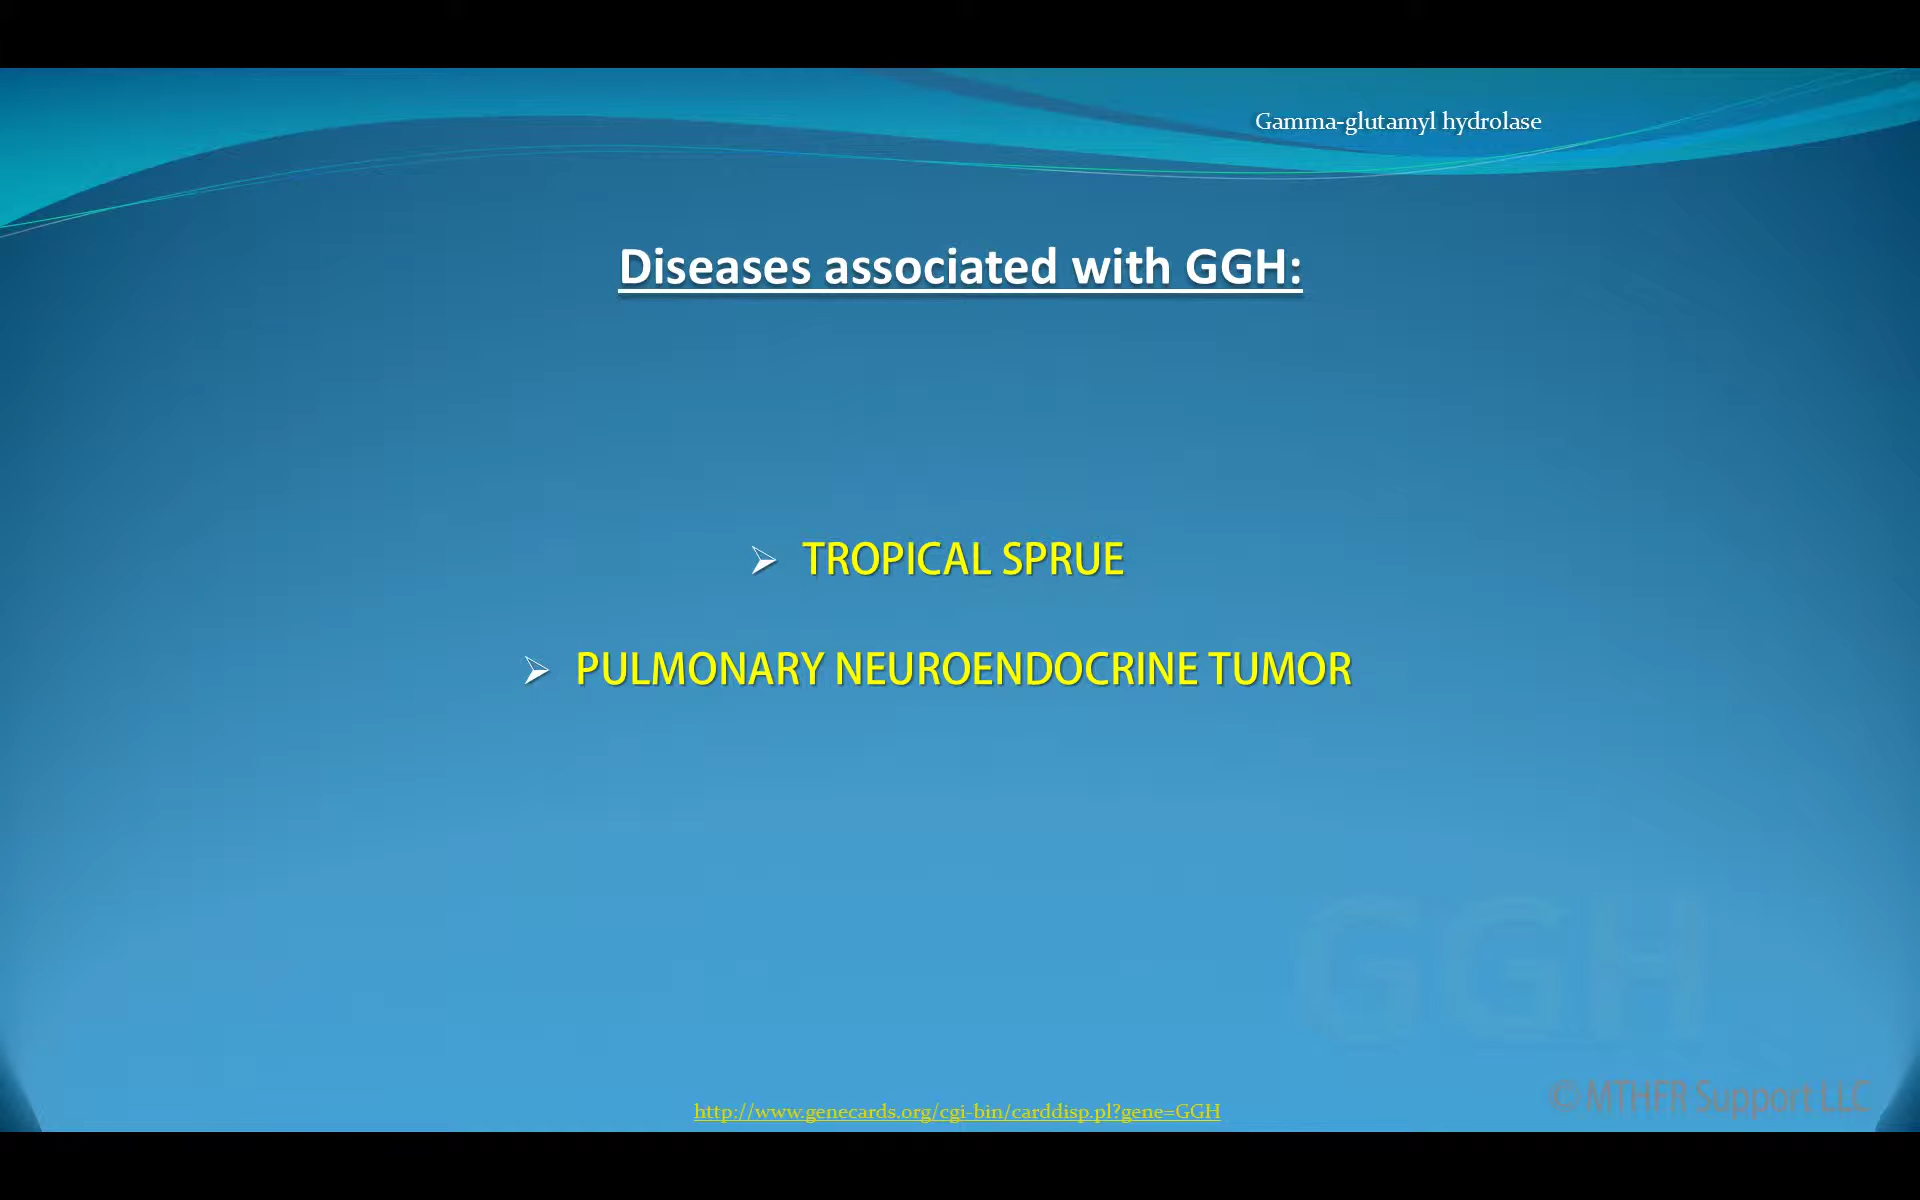 Gamma-glutamyl hydrolase
Diseases associated with GGH:
TROPICAL SPRUE
PULMONARY NEUROENDOCRINE TUMOR
GGH
© MTHFR Support LLC
http://www.genecards.org/cgi-bin/carddisp.pl?gene=GGH